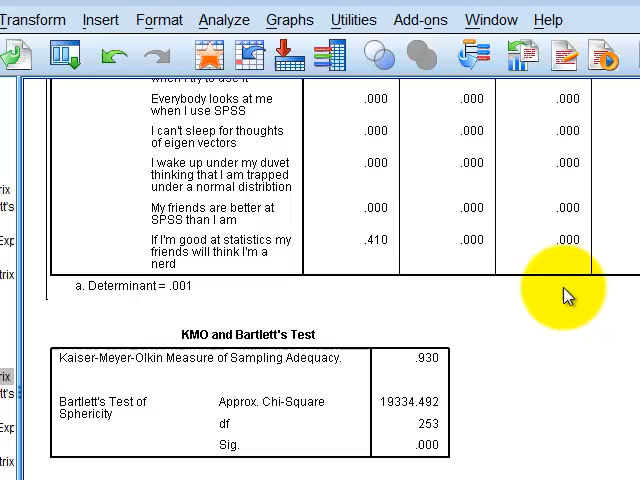 Transform Insert Format Analyze Graphs Utilities Add-ons Window Help
when I try to use it
Everybody looks at me .000 .000 .000
when I use SPSS
I can't sleep for thoughts .000 .000 .000
of eigen vectors
I wake up under my duvet .000 .000 .000
thinking that I am trapped
under a normal distribtion
My friends are better at .000 .000 .000
SPSS than I am
If I'm good at statistics my .410 .000 .000
friends will think I'm a
nerd
a. Determinant = .001
KMO and Bartlett's Test
Kaiser-Meyer-Olkin Measure of Sampling Adequacy. .930
Bartlett's Test of Approx. Chi-Square 19334.492
Sphericity
df 253
Sig. .000